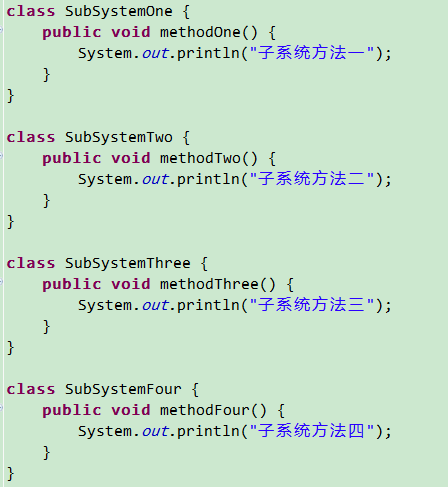 class SubSystemOne {
    public void methodOne() {
        System.out.println("子系统方法一");
    }
}

class SubSystemTwo {
    public void methodTwo() {
        System.out.println("子系统方法二");
    }
}

class SubSystemThree {
    public void methodThree() {
        System.out.println("子系统方法三");
    }
}

class SubSystemFour {
    public void methodFour() {
        System.out.println("子系统方法四");
    }
}